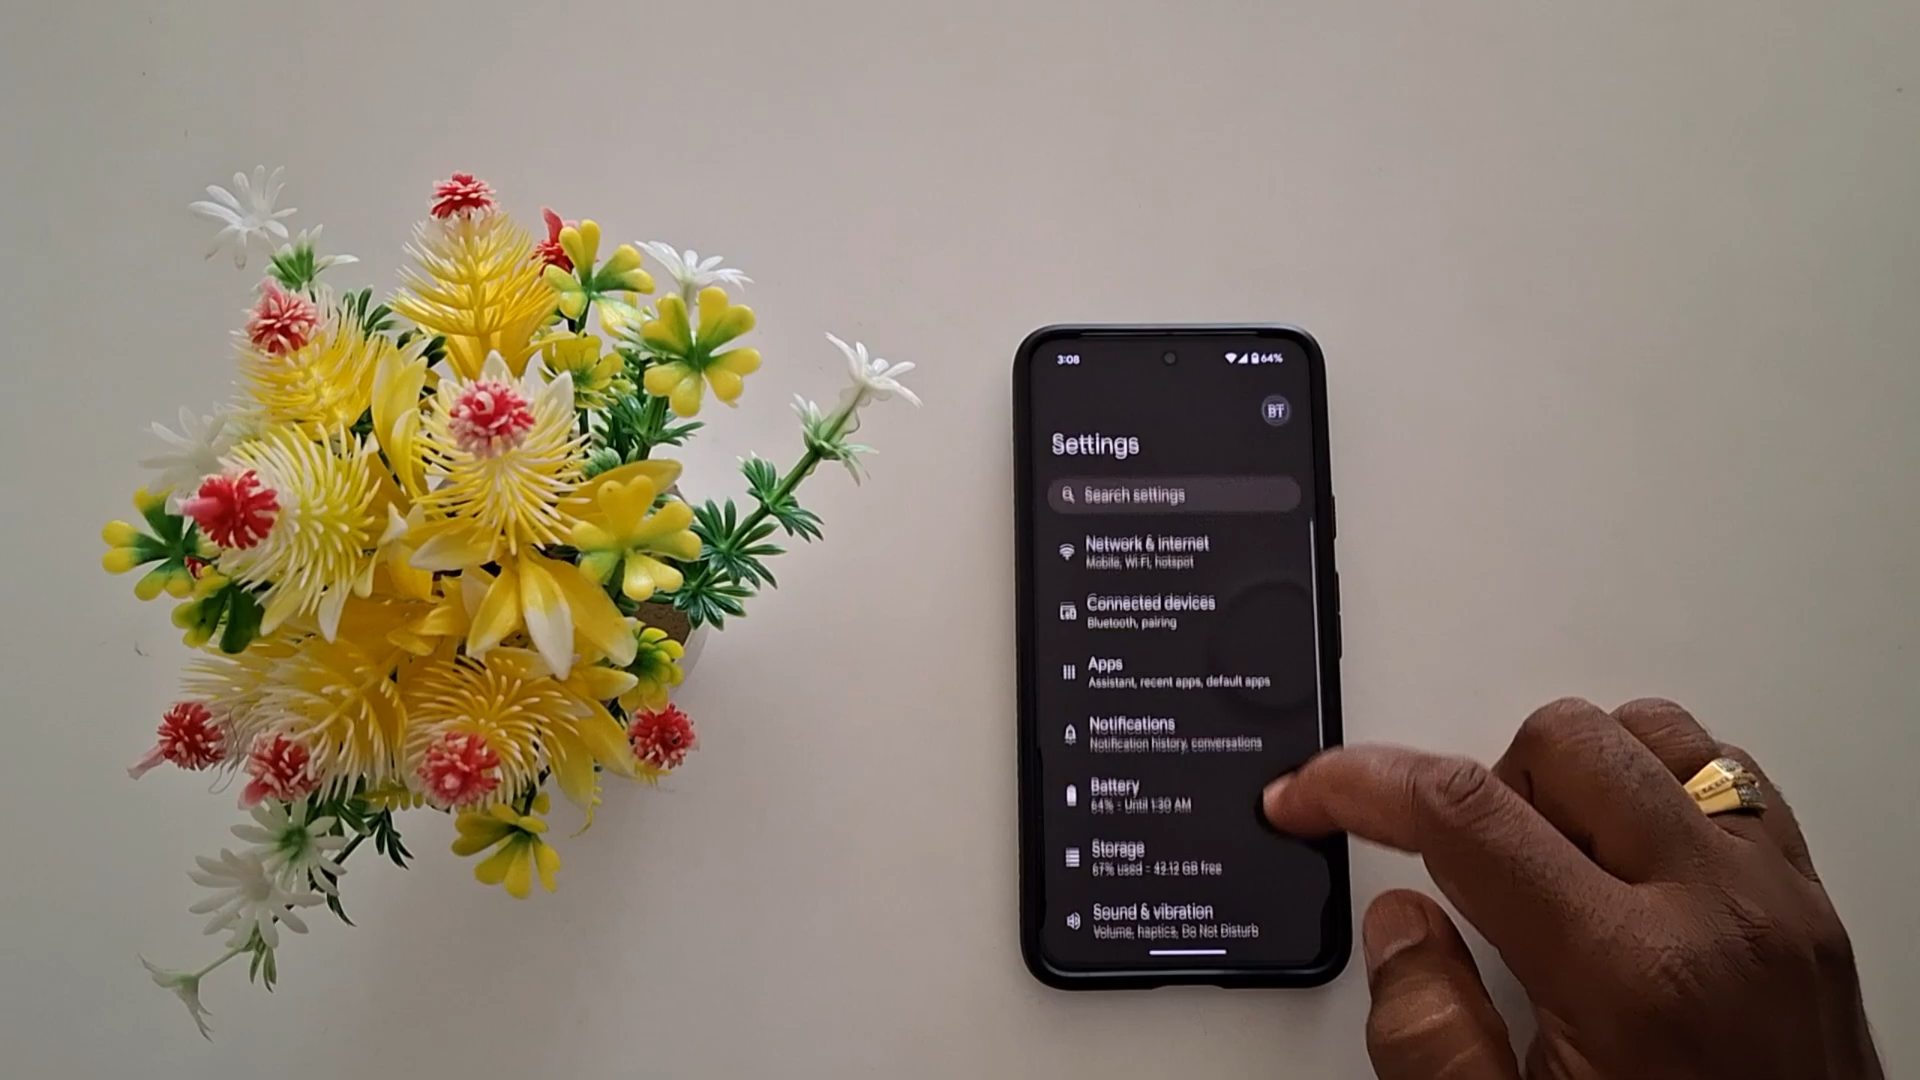 3:08
64%
BT
Settings
Search settings
Network & internet
Mobile, Wi-Fi, hotspot
Connected devices
Bluetooth, pairing
Apps
Assistant, recent apps, default apps
Notifications
Notification history, conversations
Battery
64% - Until 1:30 AM
Storage
67% used - 42.12 GB free
Sound & vibration
Volume, haptics, Do Not Disturb